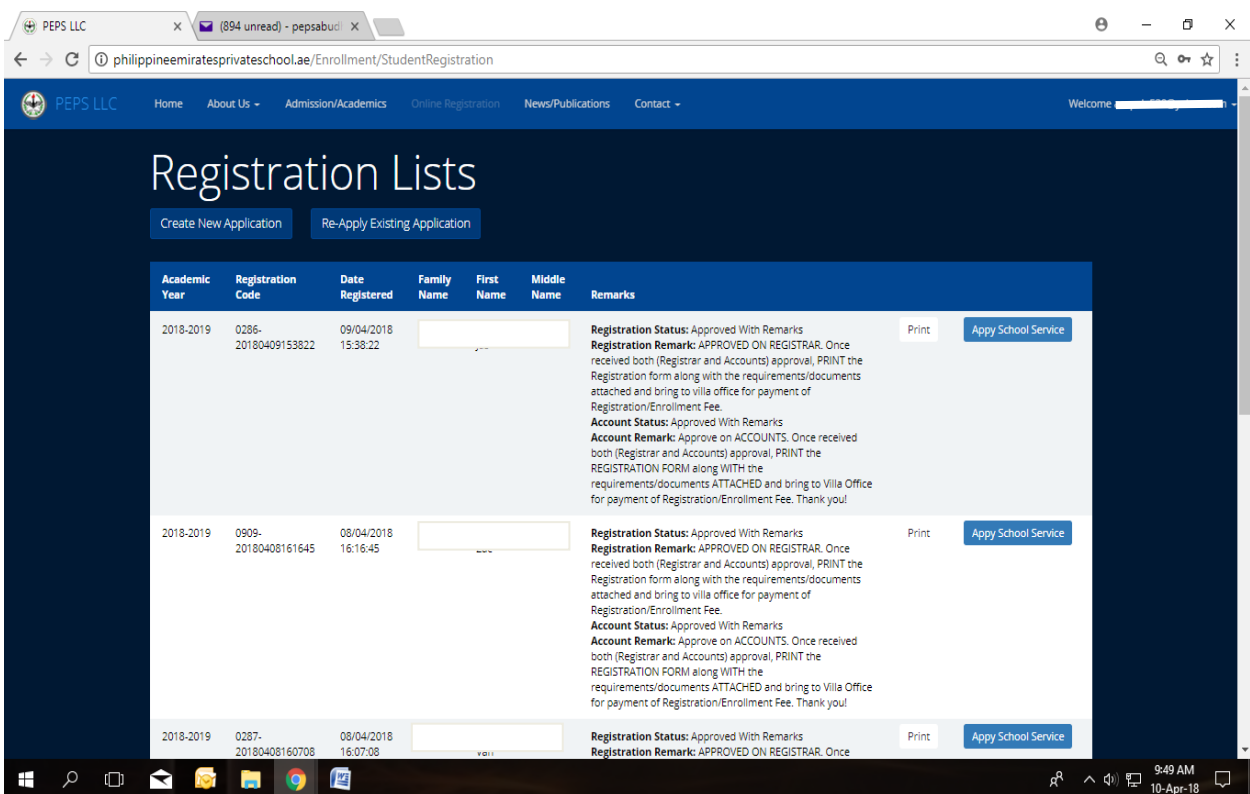 PEPS LLC
(894 unread) - pepsabud
philippineemiratesprivateschool.ae/Enrollment/StudentRegistration
PEPS LLC Home About Us Admission/Academics Online Registration News/Publications Contact Welcome
Registration Lists
Create New Application Re-Apply Existing Application
Academic Registration Date Family First Middle
Year Code Registered Name Name Name Remarks
2018-2019 0286- 09/04/2018 Registration Status: Approved With Remarks Print Appy School Service
20180409153822 15:38:22 Registration Remark: APPROVED ON REGISTRAR. Once
received both (Registrar and Accounts) approval, PRINT the
Registration form along with the requirements/documents
attached and bring to villa office for payment of
Registration/Enrollment Fee.
Account Status: Approved With Remarks
Account Remark: Approve on ACCOUNTS. Once received
both (Registrar and Accounts) approval, PRINT the
REGISTRATION FORM along WITH the
requirements/documents ATTACHED and bring to Villa Office
for payment of Registration/Enrollment Fee. Thank you!
2018-2019 0909- 08/04/2018 Registration Status: Approved With Remarks Print Appy School Service
20180408161645 16:16:45 Registration Remark: APPROVED ON REGISTRAR. Once
received both (Registrar and Accounts) approval, PRINT the
Registration form along with the requirements/documents
attached and bring to villa office for payment of
Registration/Enrollment Fee.
Account Status: Approved With Remarks
Account Remark: Approve on ACCOUNTS. Once received
both (Registrar and Accounts) approval, PRINT the
REGISTRATION FORM along WITH the
requirements/documents ATTACHED and bring to Villa Office
for payment of Registration/Enrollment Fee. Thank you!
2018-2019 0287- 08/04/2018 Registration Status: Approved With Remarks Print Appy School Service
20180408160708 16:07:08 Registration Remark: APPROVED ON REGISTRAR. Once
9:49 AM
10-Apr-18